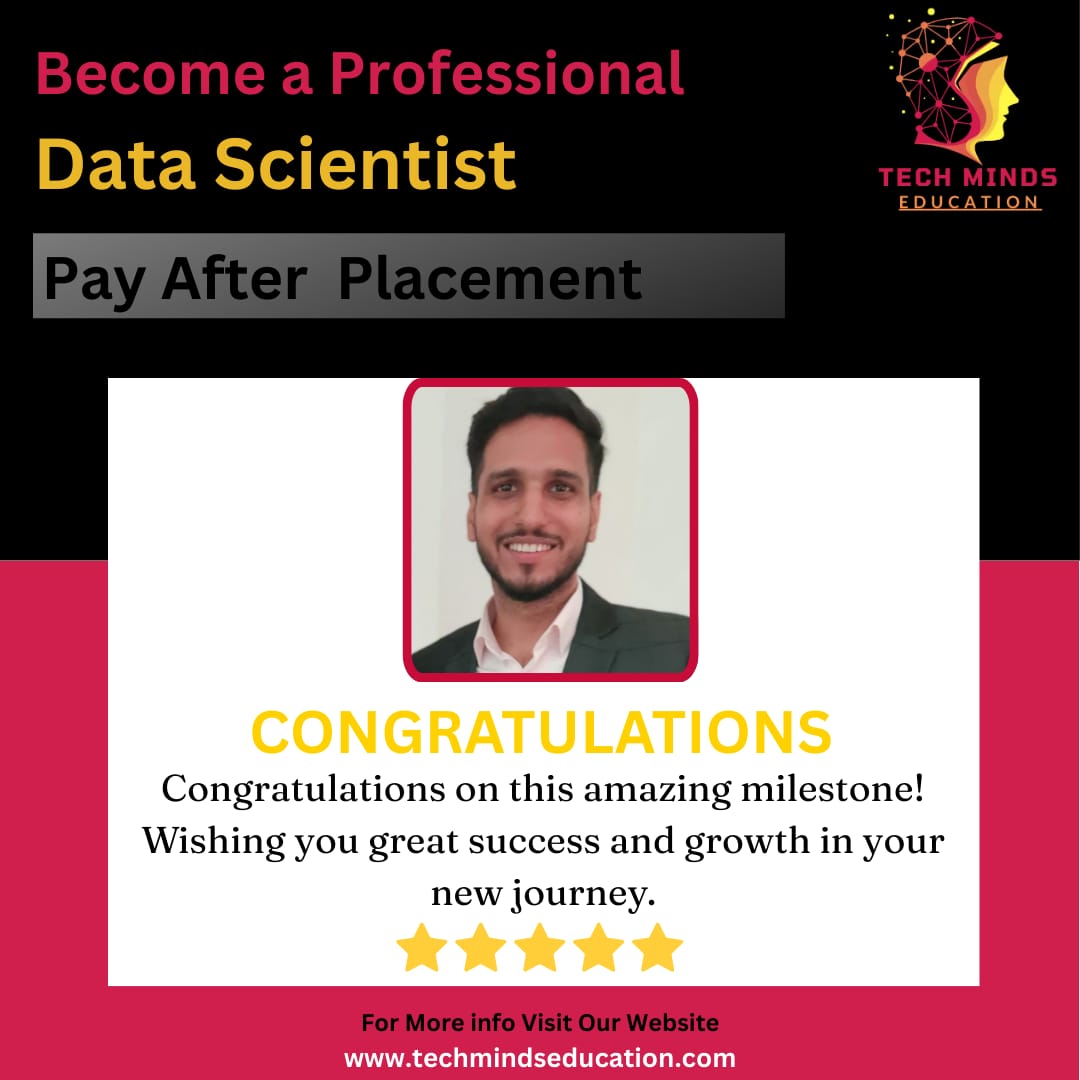 Become a Professional
Data Scientist
TECH MINDS
EDUCATION
Pay After Placement
CONGRATULATIONS
Congratulations on this amazing milestone!
Wishing you great success and growth in your
new journey.
For More info Visit Our Website
www.techmindseducation.com